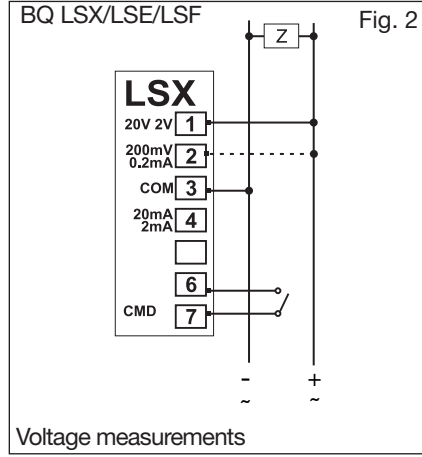 BQ LSX/LSE/LSF
Fig. 2
Z
LSX
20V 2V 1
200mV
0.2mA 2
COM 3
20mA
2mA 4
6
CMD 7
- +
~ ~
Voltage measurements